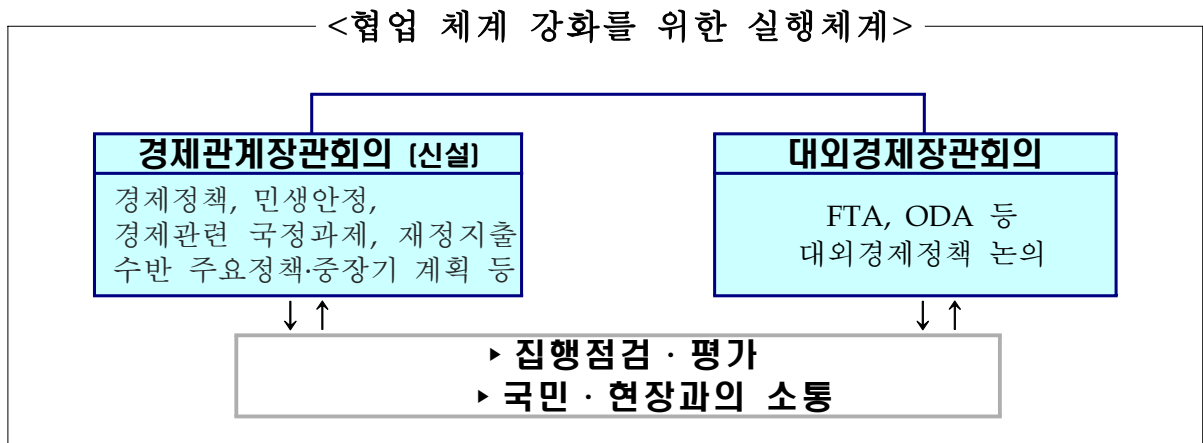 <협업 체계 강화를 위한 실행체계>
경제관계장관회의 (신설)
경제정책, 민생안정,
경제관련 국정과제, 재정지출
수반 주요정책·중장기 계획 등
대외경제장관회의
FTA, ODA 등
대외경제정책 논의
↓ ↑
↓ ↑
▸ 집행점검 · 평가
▸ 국민 · 현장과의 소통